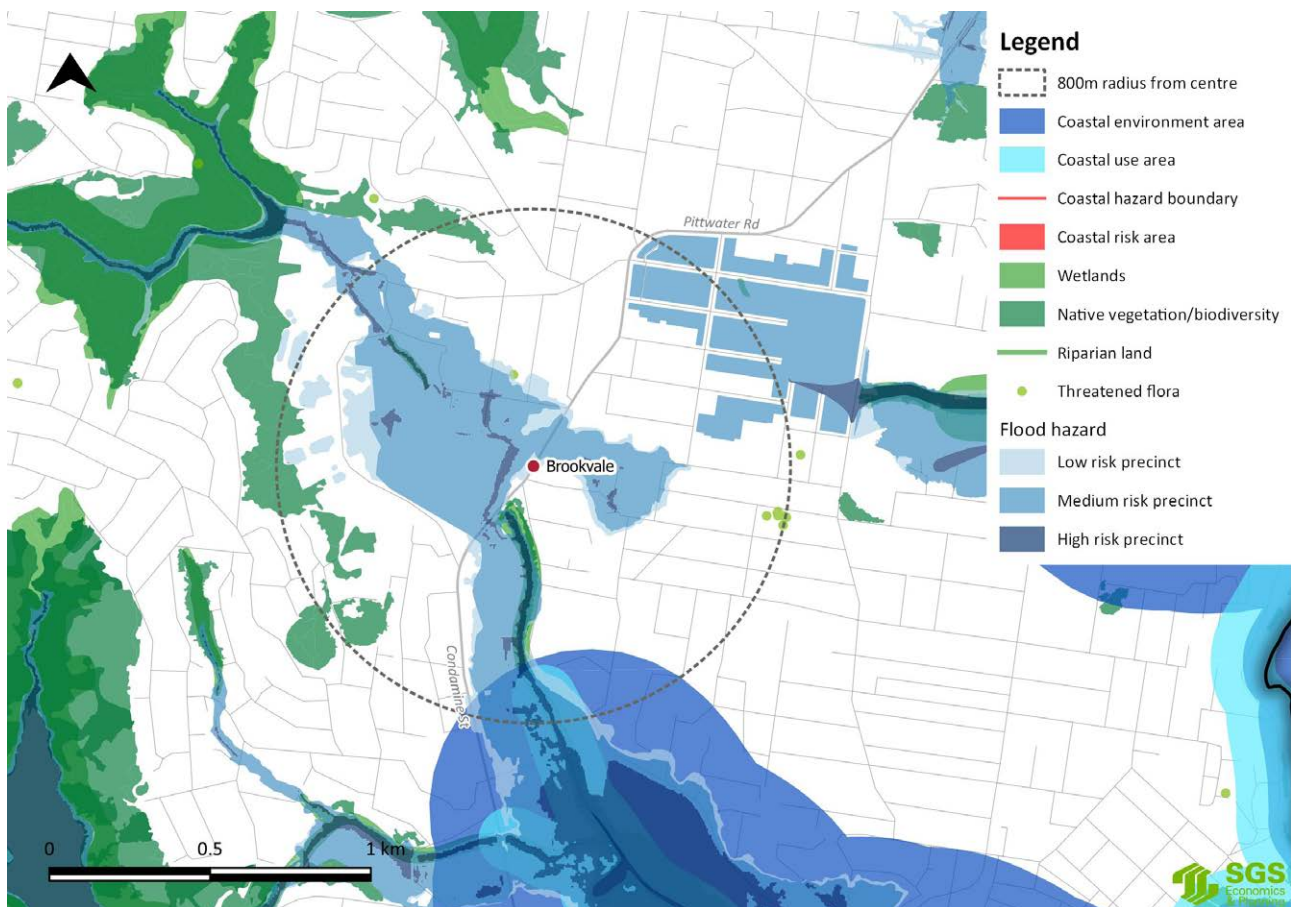 Legend
800m radius from centre
Coastal environment area
Coastal use area
Coastal hazard boundary
Coastal risk area
Wetlands
Native vegetation/biodiversity
Riparian land
Threatened flora
Flood hazard
Low risk precinct
Medium risk precinct
High risk precinct
Pittwater Rd
Brookvale
Condamine St
0 0.5 1 km
SGS
Economics
& Planning